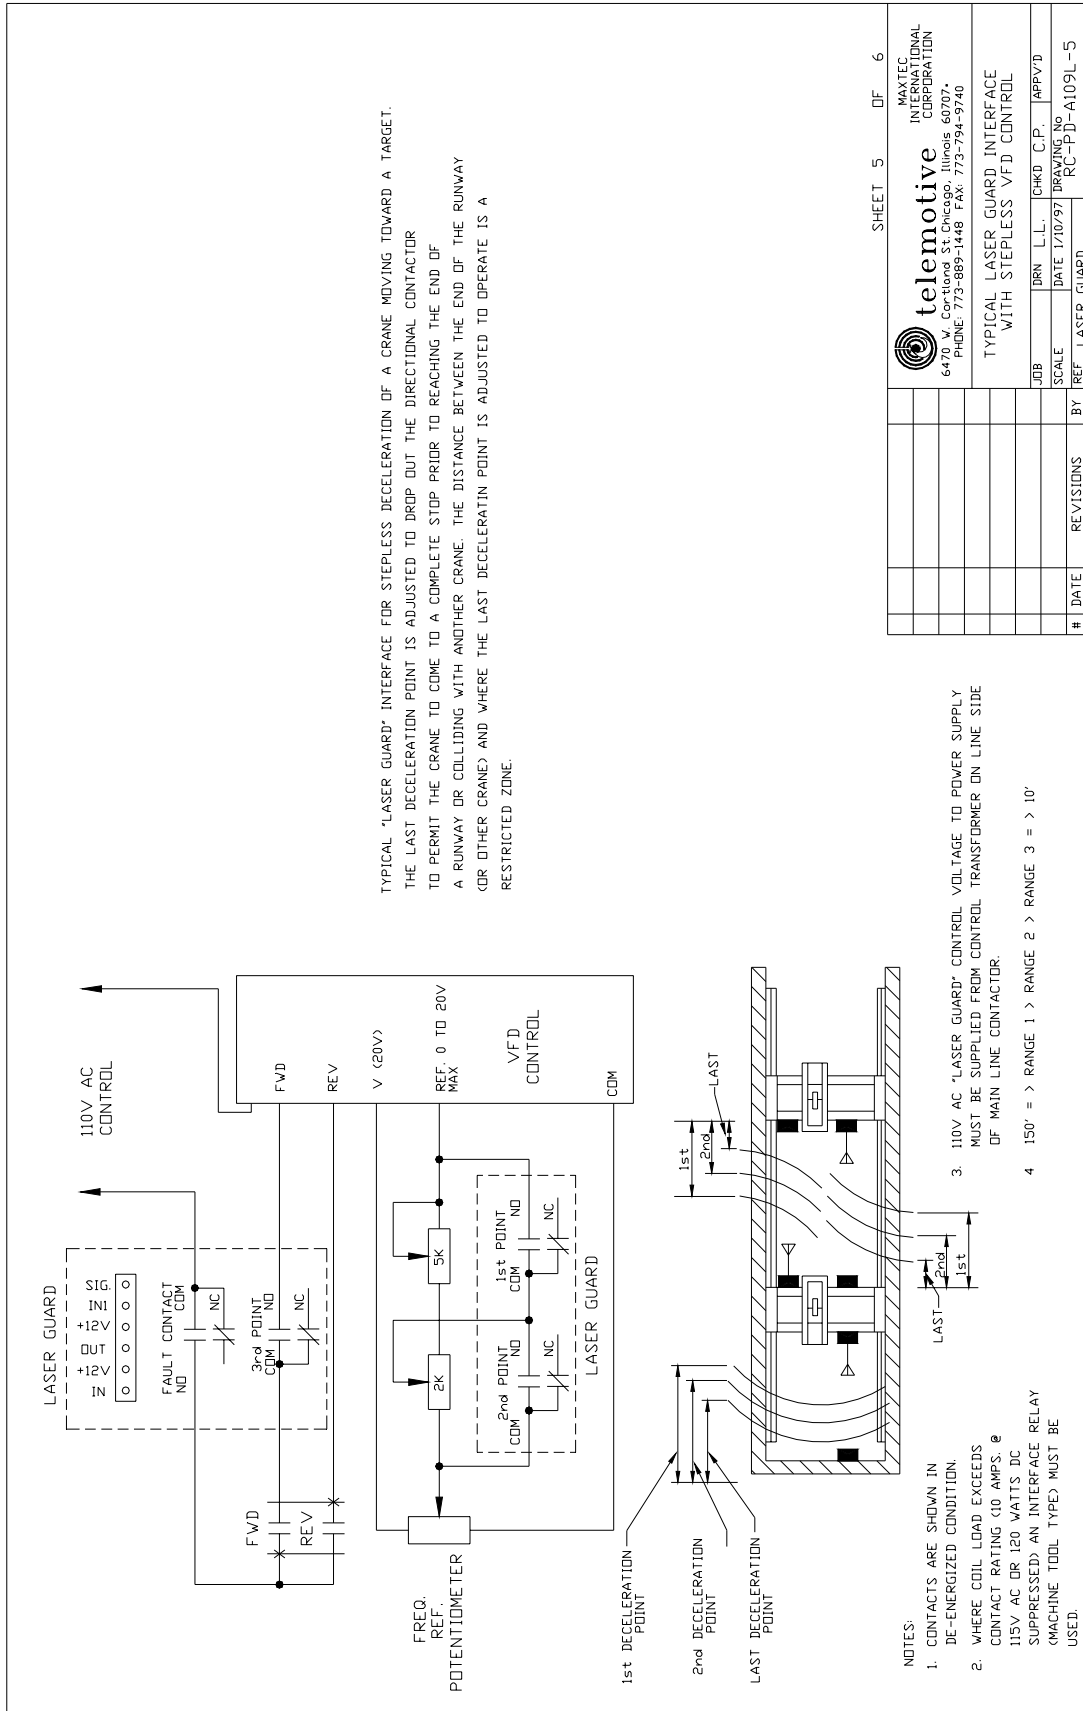 LASER GUARD
SIG.
IN1
+12V
OUT
+12V
IN
FAULT CONTACT
NO
COM
NC
3rd POINT
COM
NO
NC
110V AC
CONTROL
FWD
REV
FWD
REV
V (20V)
REF. 0 TO 20V
MAX
VFD
CONTROL
COM
FREQ.
REF.
POTENTIOMETER
2K
5K
2nd POINT
COM
NO
NC
1st POINT
COM
NO
NC
LASER GUARD
TYPICAL "LASER GUARD" INTERFACE FOR STEPLESS DECELERATION OF A CRANE MOVING TOWARD A TARGET.
THE LAST DECELERATION POINT IS ADJUSTED TO DROP OUT THE DIRECTIONAL CONTACTOR
TO PERMIT THE CRANE TO COME TO A COMPLETE STOP PRIOR TO REACHING THE END OF
A RUNWAY OR COLLIDING WITH ANOTHER CRANE. THE DISTANCE BETWEEN THE END OF THE RUNWAY
(OR OTHER CRANE) AND WHERE THE LAST DECELERATIN POINT IS ADJUSTED TO OPERATE IS A
RESTRICTED ZONE.
1st DECELERATION
POINT
2nd DECELERATION
POINT
LAST DECELERATION
POINT
1st
2nd
LAST
LAST
2nd
1st
NOTES:
1. CONTACTS ARE SHOWN IN
DE-ENERGIZED CONDITION.
2. WHERE COIL LOAD EXCEEDS
CONTACT RATING (10 AMPS. @
115V AC OR 120 WATTS DC
SUPPRESSED) AN INTERFACE RELAY
(MACHINE TOOL TYPE) MUST BE
USED.
3. 110V AC "LASER GUARD" CONTROL VOLTAGE TO POWER SUPPLY
MUST BE SUPPLIED FROM CONTROL TRANSFORMER ON LINE SIDE
OF MAIN LINE CONTACTOR.
4 150' = > RANGE 1 > RANGE 2 > RANGE 3 = > 10'
SHEET 5 OF 6
telemotive
MAXTEC
INTERNATIONAL
CORPORATION
6470 W. Cortland St. Chicago, Illinois 60707.
PHONE: 773-889-1448 FAX: 773-794-9740
TYPICAL LASER GUARD INTERFACE
WITH STEPLESS VFD CONTROL
JOB
DRN L.L.
CHKD C.P.
APPV'D
SCALE
DATE 1/10/97
DRAWING No
RC-PD-A109L-5
REF LASER GUARD
# DATE REVISIONS BY